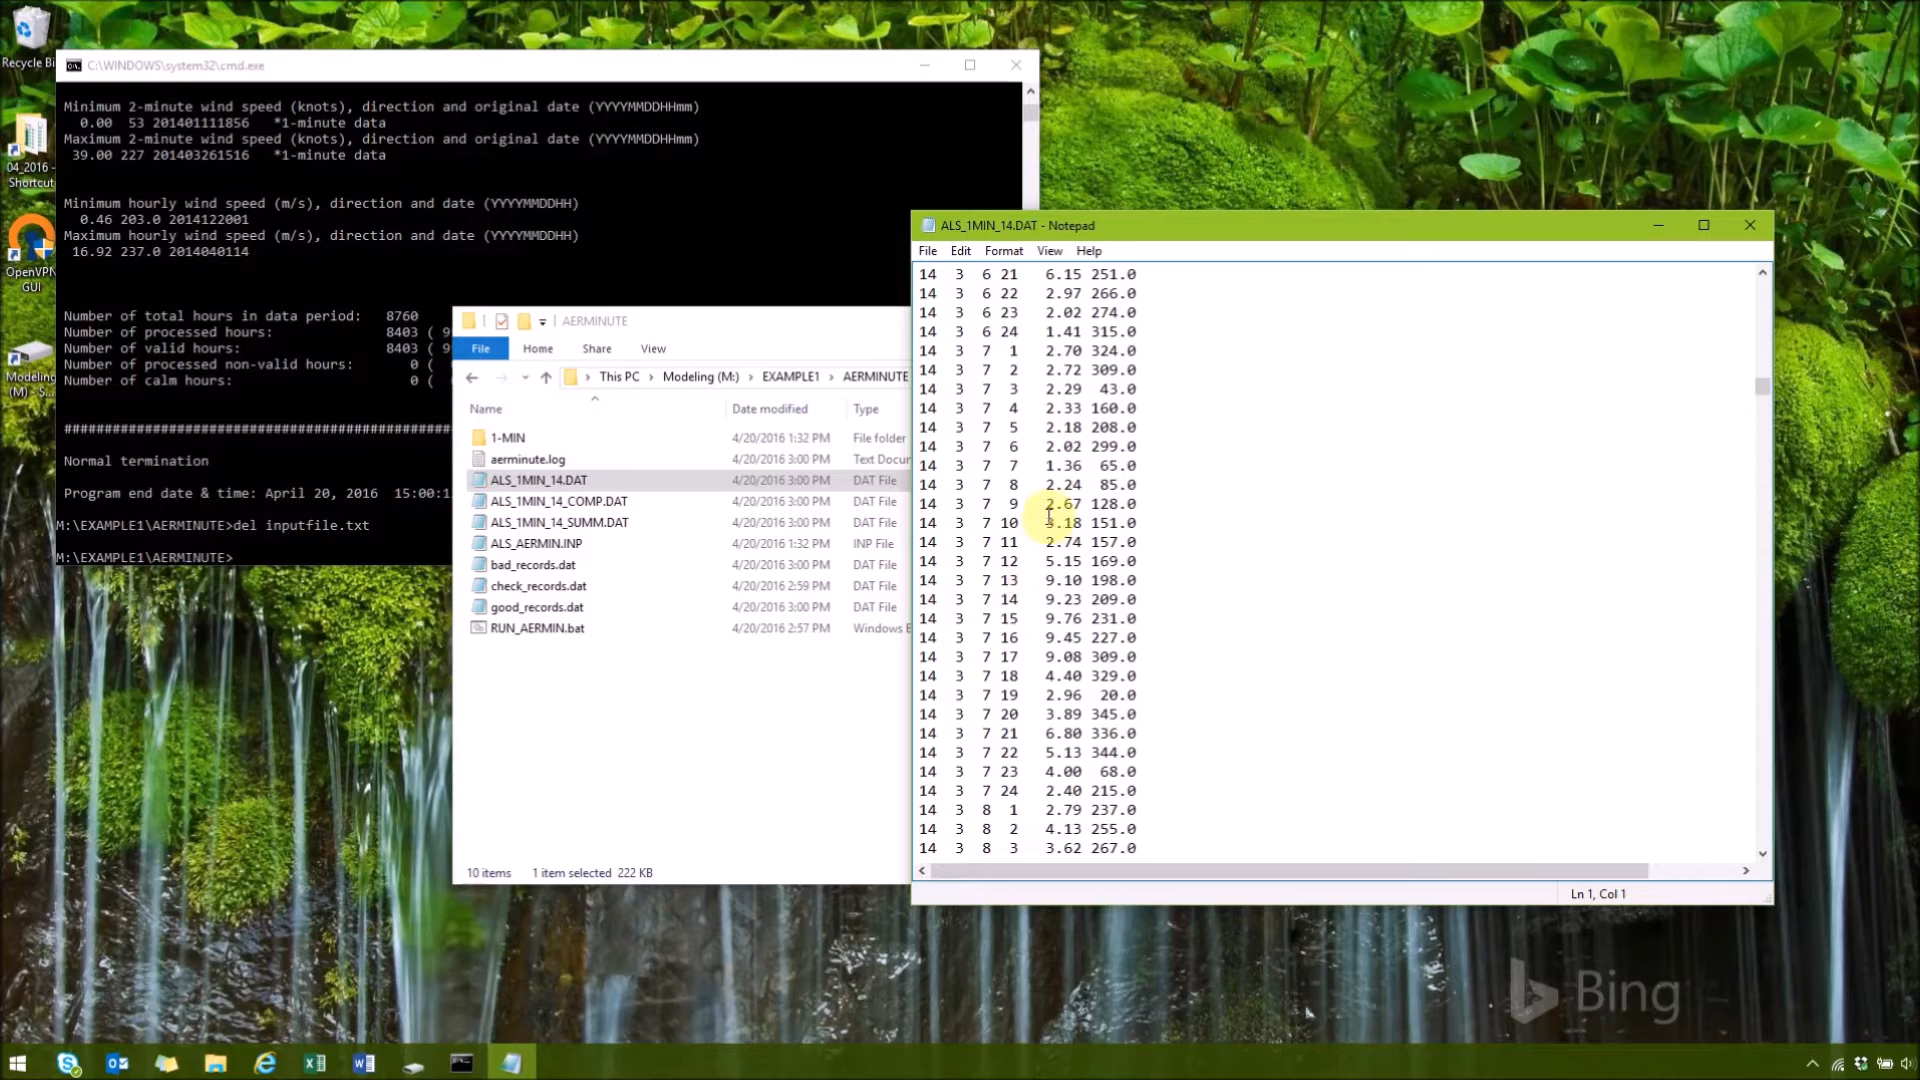 Recycle Bi
04_2016 -
Shortcut
OpenVPN
GUI
Modeling
(M) - S...
C:\WINDOWS\system32\cmd.exe
Minimum 2-minute wind speed (knots), direction and original date (YYYYMMDDHHmm)
0.00 53 201401111856 *1-minute data
Maximum 2-minute wind speed (knots), direction and original date (YYYYMMDDHHmm)
39.00 227 201403261516 *1-minute data
Minimum hourly wind speed (m/s), direction and date (YYYYMMDDHH)
0.46 203.0 2014122001
Maximum hourly wind speed (m/s), direction and date (YYYYMMDDHH)
16.92 237.0 2014040114
Number of total hours in data period: 8760
Number of processed hours: 8403 ( 9
Number of valid hours: 8403 ( 9
Number of processed non-valid hours: 0 (
Number of calm hours: 0 (
################################################
Normal termination
Program end date & time: April 20, 2016 15:00:1
M:\EXAMPLE1\AERMINUTE>del inputfile.txt
M:\EXAMPLE1\AERMINUTE>
AERMINUTE
File Home Share View
This PC > Modeling (M:) > EXAMPLE1 > AERMINUTE
Name Date modified Type
1-MIN 4/20/2016 1:32 PM File folder
aerminute.log 4/20/2016 3:00 PM Text Docu
ALS_1MIN_14.DAT 4/20/2016 3:00 PM DAT File
ALS_1MIN_14_COMP.DAT 4/20/2016 3:00 PM DAT File
ALS_1MIN_14_SUMM.DAT 4/20/2016 3:00 PM DAT File
ALS_AERMIN.INP 4/20/2016 1:32 PM INP File
bad_records.dat 4/20/2016 3:00 PM DAT File
check_records.dat 4/20/2016 2:59 PM DAT File
good_records.dat 4/20/2016 3:00 PM DAT File
RUN_AERMIN.bat 4/20/2016 2:57 PM Windows
10 items 1 item selected 222 KB
ALS_1MIN_14.DAT - Notepad
File Edit Format View Help
14 3 6 21 6.15 251.0
14 3 6 22 2.97 266.0
14 3 6 23 2.02 274.0
14 3 6 24 1.41 315.0
14 3 7 1 2.70 324.0
14 3 7 2 2.72 309.0
14 3 7 3 2.29 43.0
14 3 7 4 2.33 160.0
14 3 7 5 2.18 208.0
14 3 7 6 2.02 299.0
14 3 7 7 1.36 65.0
14 3 7 8 2.24 85.0
14 3 7 9 2.67 128.0
14 3 7 10 3.18 151.0
14 3 7 11 2.74 157.0
14 3 7 12 5.15 169.0
14 3 7 13 9.10 198.0
14 3 7 14 9.23 209.0
14 3 7 15 9.76 231.0
14 3 7 16 9.45 227.0
14 3 7 17 9.08 309.0
14 3 7 18 4.40 329.0
14 3 7 19 2.96 20.0
14 3 7 20 3.89 345.0
14 3 7 21 6.80 336.0
14 3 7 22 5.13 344.0
14 3 7 23 4.00 68.0
14 3 7 24 2.40 215.0
14 3 8 1 2.79 237.0
14 3 8 2 4.13 255.0
14 3 8 3 3.62 267.0
Ln 1, Col 1
Bing